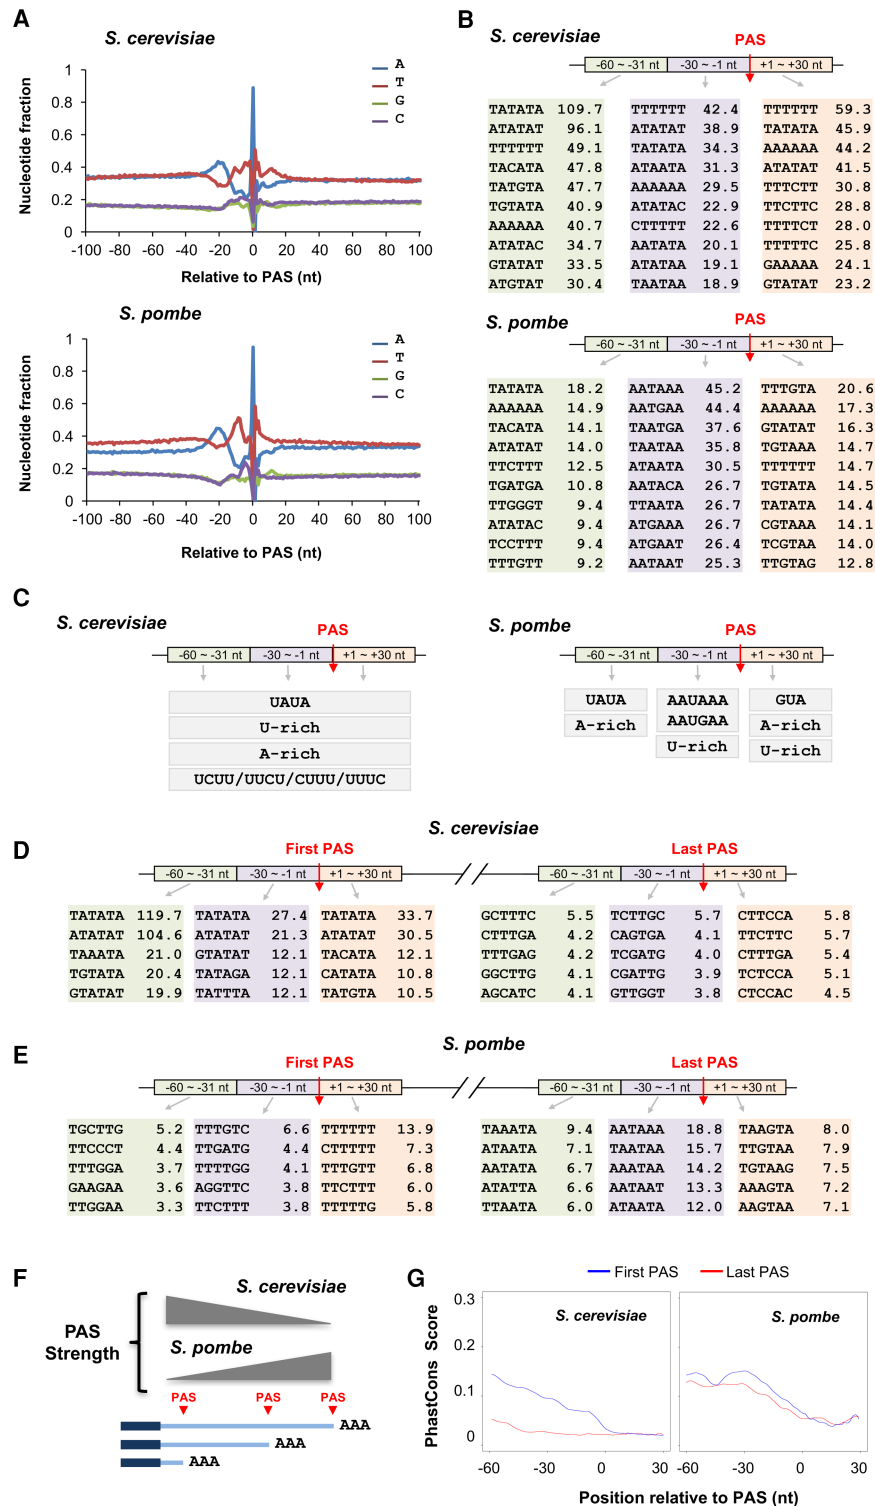 A
S. cerevisiae
A
T
G
C
1
0.8
0.6
0.4
0.2
0
Nucleotide fraction
-100 -80 -60 -40 -20 0 20 40 60 80 100
Relative to PAS (nt)
S. pombe
A
T
G
C
1
0.8
0.6
0.4
0.2
0
Nucleotide fraction
-100 -80 -60 -40 -20 0 20 40 60 80 100
Relative to PAS (nt)
B
S. cerevisiae
PAS
-60 ~ -31 nt -30 ~ -1 nt +1 ~ +30 nt
TATATA 109.7 TTTTTT 42.4 TTTTTT 59.3
ATATAT 96.1 ATATAT 38.9 TATATA 45.9
TTTTTT 49.1 TATATA 34.3 AAAAAA 44.2
TACATA 47.8 ATAATA 31.3 ATATAT 41.5
TATGTA 47.7 AAAAAA 29.5 TTTCTT 30.8
TGTATA 40.9 ATATAC 22.9 TTCTTC 28.8
AAAAAA 40.7 CTTTTT 22.6 TTTTCT 28.0
ATATAC 34.7 AATATA 20.1 TTTTTC 25.8
GTATAT 33.5 ATATAA 19.1 GAAAAA 24.1
ATGTAT 30.4 TAATAA 18.9 GTATAT 23.2
S. pombe
PAS
-60 ~ -31 nt -30 ~ -1 nt +1 ~ +30 nt
TATATA 18.2 AATAAA 45.2 TTTGTA 20.6
AAAAAA 14.9 AATGAA 44.4 AAAAAA 17.3
TACATA 14.1 TAATGA 37.6 GTATAT 16.3
ATATAT 14.0 TAATAA 35.8 TGTAAA 14.7
TTCTTT 12.5 ATAATA 30.5 TTTTTT 14.7
TGATGA 10.8 AATACA 26.7 TGTATA 14.5
TTGGGT 9.4 TTAATA 26.7 TATATA 14.4
ATATAC 9.4 ATGAAA 26.7 CGTAAA 14.1
TCCTTT 9.4 ATGAAT 26.4 TCGTAA 14.0
TTTGTT 9.2 AATAAT 25.3 TTGTAG 12.8
C
S. cerevisiae
PAS
-60 ~ -31 nt -30 ~ -1 nt +1 ~ +30 nt
UAUA
U-rich
A-rich
UCUU/UUCU/CUUU/UUUC
S. pombe
PAS
-60 ~ -31 nt -30 ~ -1 nt +1 ~ +30 nt
UAUA AAUAAA GUA
A-rich AAUGAA A-rich
U-rich U-rich
D
S. cerevisiae
First PAS Last PAS
-60 ~ -31 nt -30 ~ -1 nt +1 ~ +30 nt -60 ~ -31 nt -30 ~ -1 nt +1 ~ +30 nt
TATATA 119.7 TATATA 27.4 TATATA 33.7 GCTTTC 5.5 TCTTGC 5.7 CTTCCA 5.8
ATATAT 104.6 ATATAT 21.3 ATATAT 30.5 CTTTGA 4.2 CAGTGA 4.1 TTCTTC 5.7
TAAATA 21.0 GTATAT 12.1 TACATA 12.1 TTTGAG 4.2 TCGATG 4.0 CTTTGA 5.4
TGTATA 20.4 TATAGA 12.1 CATATA 10.8 GGCTTG 4.1 CGATTG 3.9 TCTCCA 5.1
GTATAT 19.9 TATTTA 12.1 TATGTA 10.5 AGCATC 4.1 GTTGGT 3.8 CTCCAC 4.5
E
S. pombe
First PAS Last PAS
-60 ~ -31 nt -30 ~ -1 nt +1 ~ +30 nt -60 ~ -31 nt -30 ~ -1 nt +1 ~ +30 nt
TGCTTG 5.2 TTTGTC 6.6 TTTTTT 13.9 TAAATA 9.4 AATAAA 18.8 TAAGTA 8.0
TTCCCT 4.4 TTGATG 4.4 CTTTTT 7.3 ATAATA 7.1 TAATAA 15.7 TTGTAA 7.9
TTTGGA 3.7 TTTTGG 4.1 TTTGTT 6.8 AATATA 6.7 AAATAA 14.2 TGTAAG 7.5
GAAGAA 3.6 AGGTTC 3.8 TTCTTT 6.0 ATATTA 6.6 AATAAT 13.3 AAAGTA 7.2
TTGGAA 3.3 TTCTTT 3.8 TTTTTG 5.8 TTAATA 6.0 ATAATA 12.0 AAGTAA 7.1
F
S. cerevisiae
PAS
Strength
S. pombe
PAS PAS PAS
AAA
AAA
AAA
G
First PAS Last PAS
S. cerevisiae S. pombe
0.3
0.2
0.1
0
PhastCons Score
-60 -30 0 30 -60 -30 0 30
Position relative to PAS (nt)